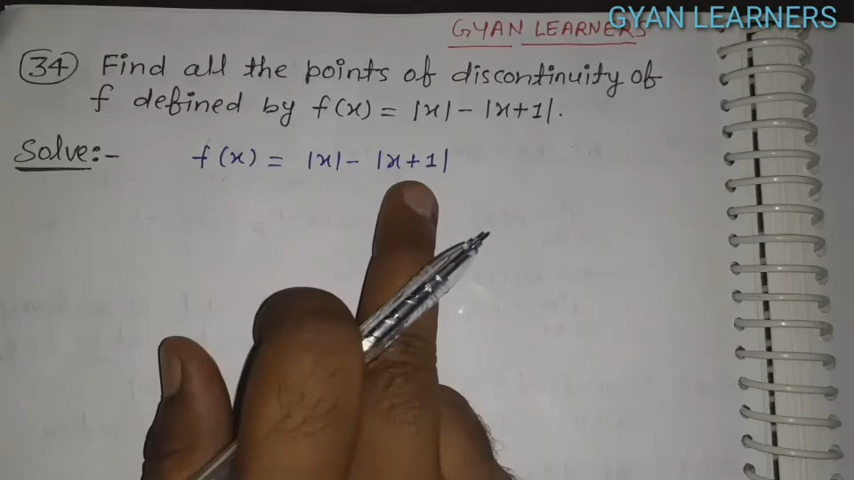 GYAN LEARNERS
GYAN LEARNERS
34 Find all the points of discontinuity of
f defined by f(x) = |x| - |x+1|.
Solve:- f(x) = |x| - |x+1|